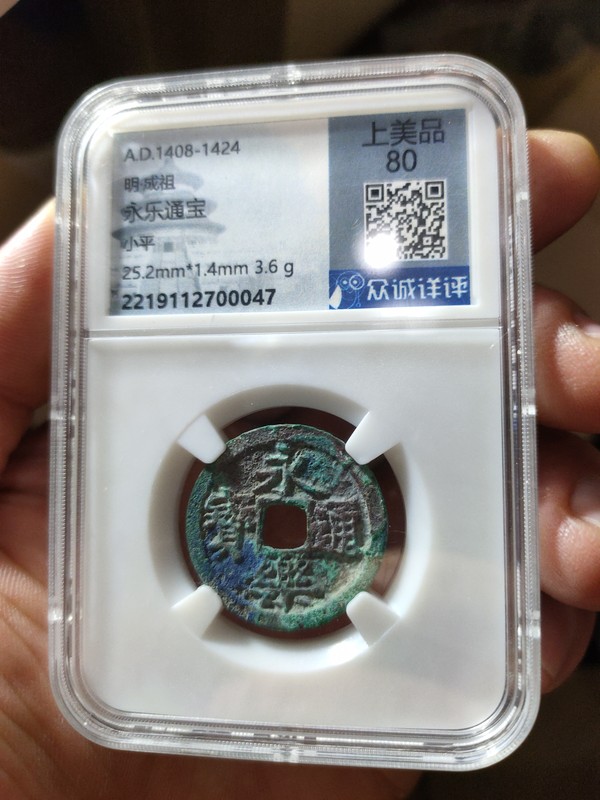 A.D.1408-1424
明·成祖
永乐通宝
小平
25.2mm*1.4mm 3.6 g
2219112700047
上美品
80
众诚详评
永
通
寳
樂